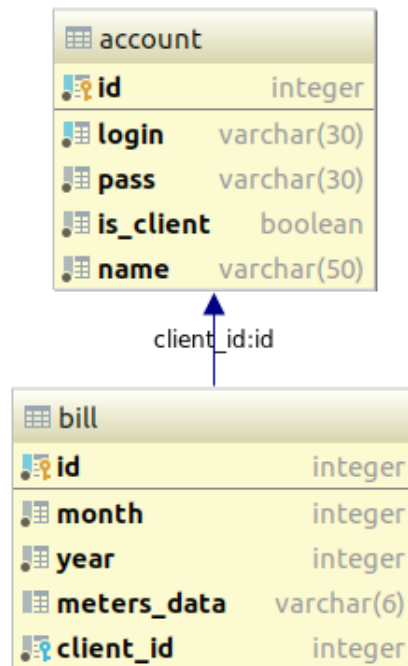 account
id integer
login varchar(30)
pass varchar(30)
is_client boolean
name varchar(50)
client_id:id
bill
id integer
month integer
year integer
meters_data varchar(6)
client_id integer